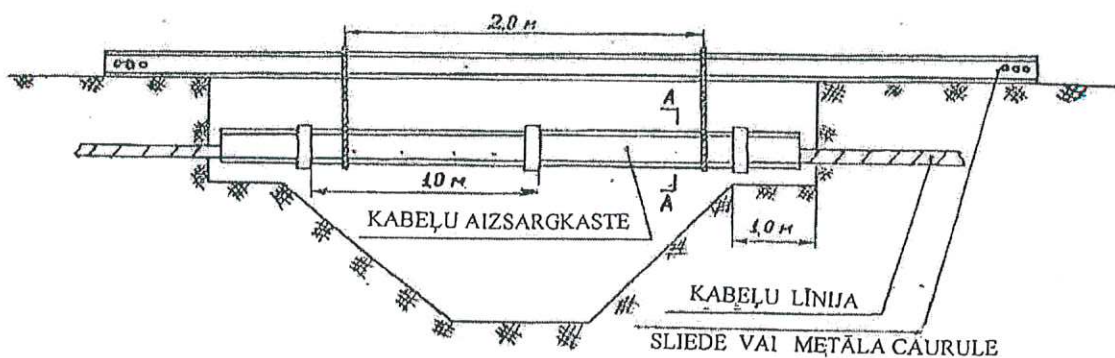 2,0 м
A
1,0 м
A
KABEĻU AIZSARGKASTE
1,0 м
KABEĻU LĪNIJA
SLIEDE VAI METĀLA CAURULE